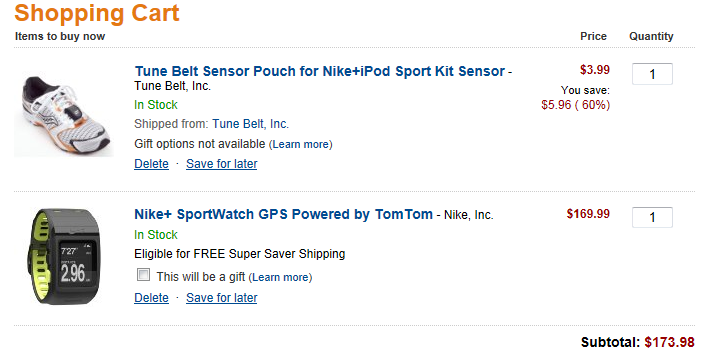 Shopping Cart
Items to buy now Price Quantity
Tune Belt Sensor Pouch for Nike+iPod Sport Kit Sensor - $3.99 1
Tune Belt, Inc. You save:
In Stock $5.96 ( 60%)
Shipped from: Tune Belt, Inc.
Gift options not available (Learn more)
Delete · Save for later
Nike+ SportWatch GPS Powered by TomTom - Nike, Inc. $169.99 1
In Stock
Eligible for FREE Super Saver Shipping
This will be a gift (Learn more)
Delete · Save for later
7'27"
2.96
Subtotal: $173.98